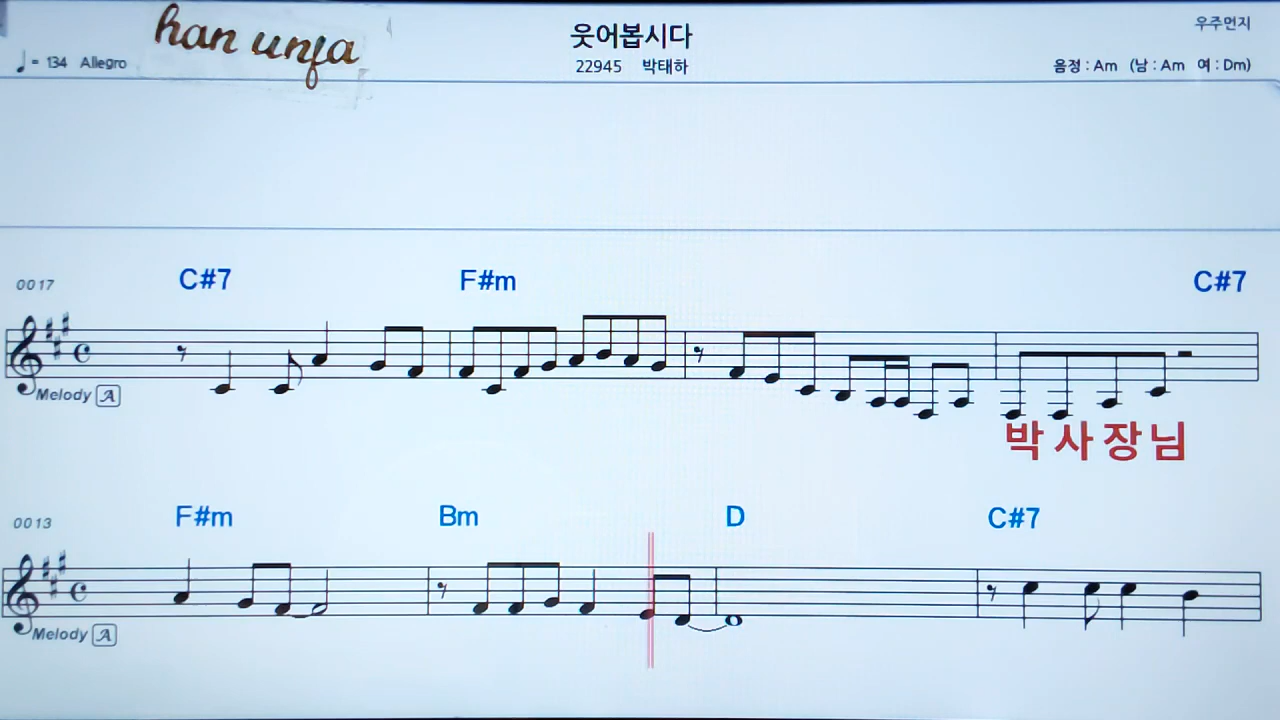 han unfa
웃어봅시다
우주먼지
♩= 134 Allegro
22945 박태하
음정 : Am (남 : Am 여 : Dm)
0017
C#7 F#m C#7
Melody A
박사장님
0013
F#m Bm D C#7
Melody A